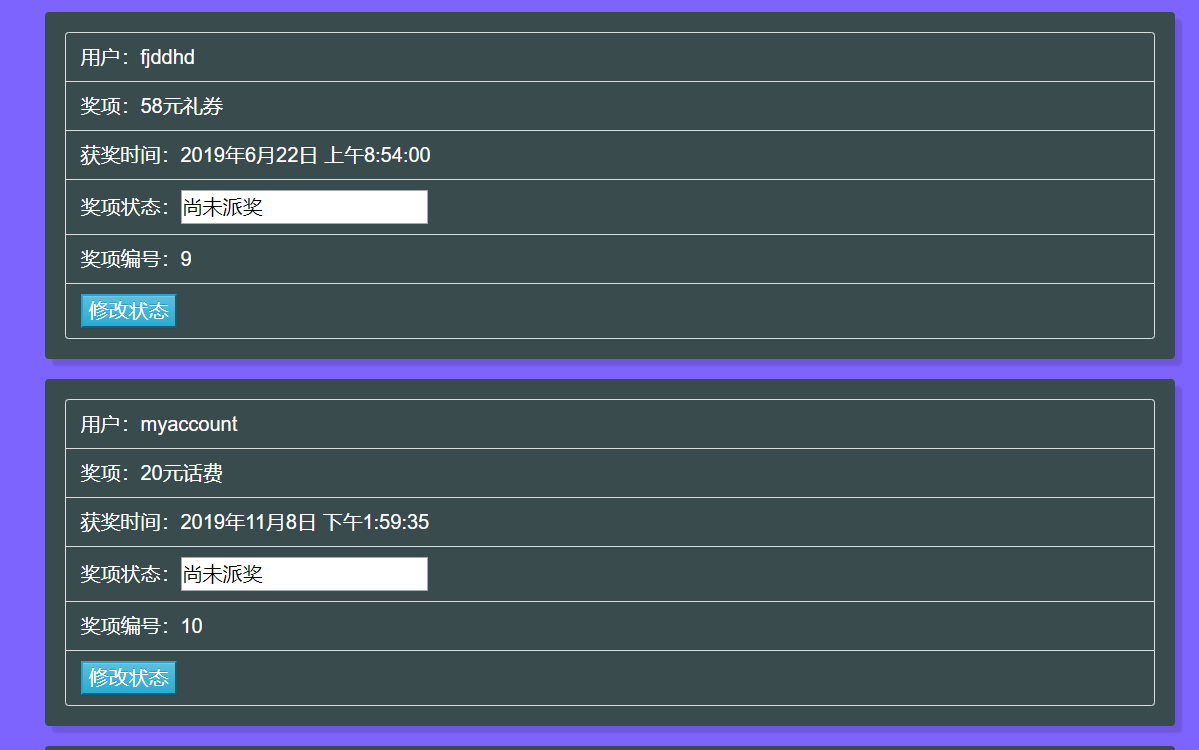 用户：fjddhd
奖项：58元礼券
获奖时间：2019年6月22日 上午8:54:00
奖项状态：尚未派奖
奖项编号：9
修改状态
用户：myaccount
奖项：20元话费
获奖时间：2019年11月8日 下午1:59:35
奖项状态：尚未派奖
奖项编号：10
修改状态